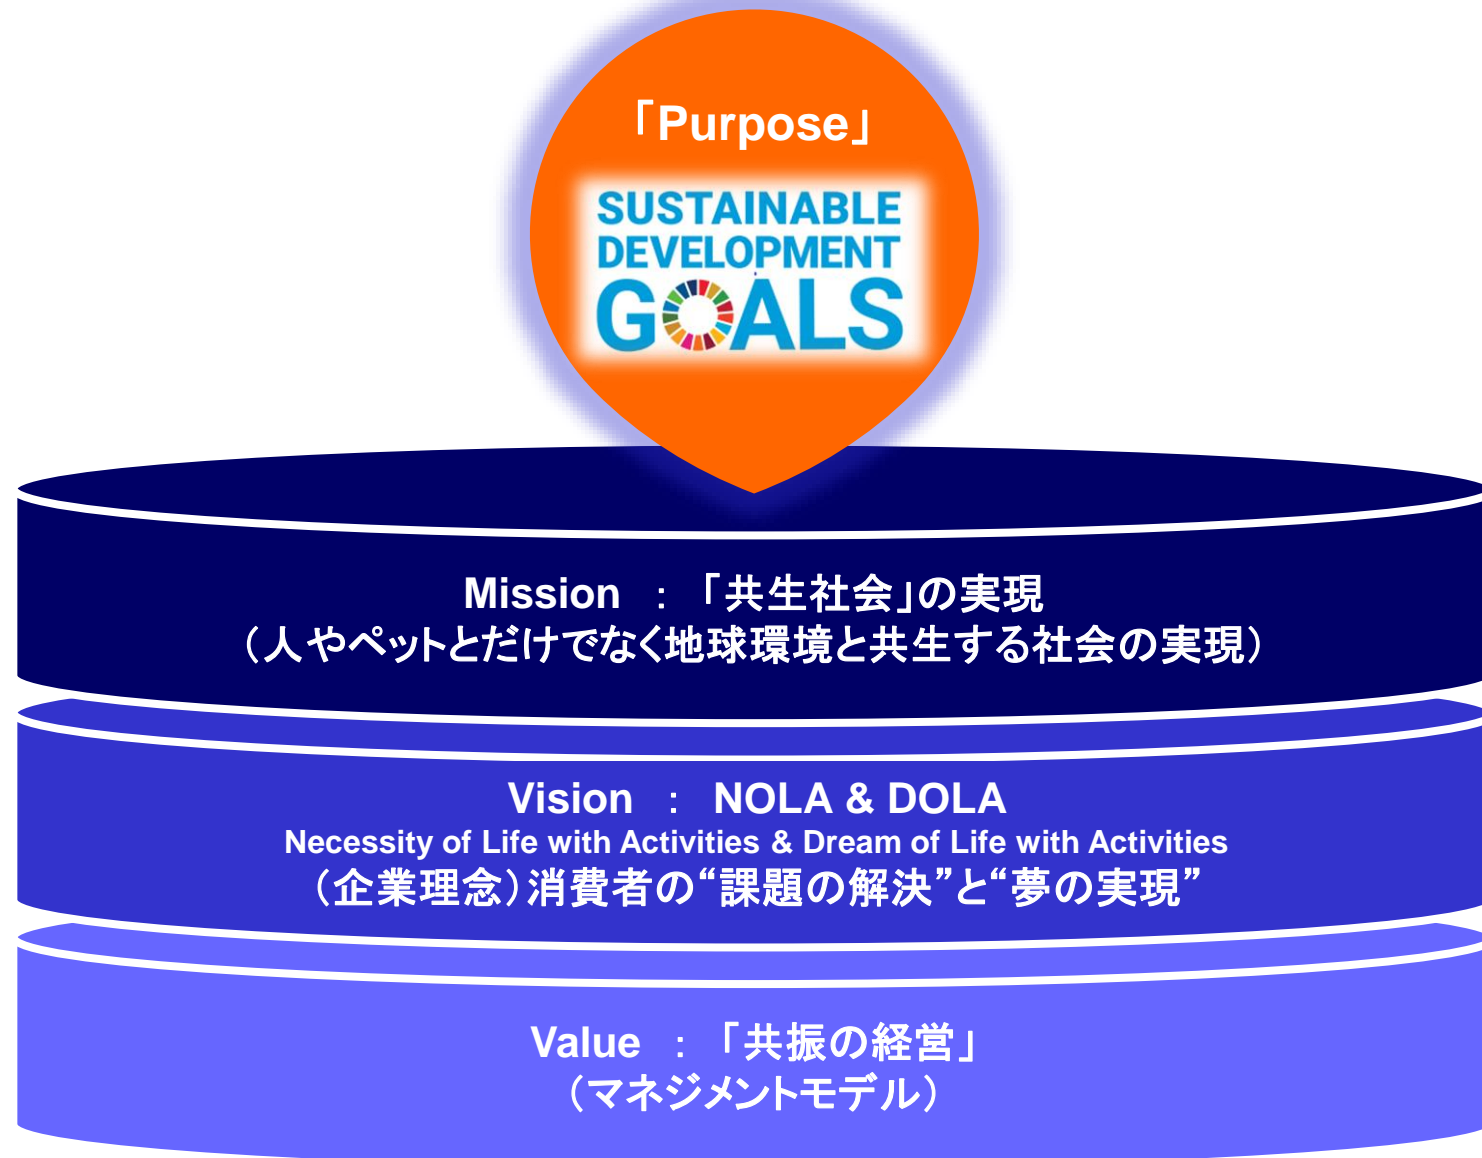 「Purpose」
SUSTAINABLE
DEVELOPMENT
GOALS
Mission : 「共生社会」の実現
（人やペットとだけでなく地球環境と共生する社会の実現）
Vision : NOLA & DOLA
Necessity of Life with Activities & Dream of Life with Activities
（企業理念）消費者の“課題の解決”と“夢の実現”
Value : 「共振の経営」
（マネジメントモデル）